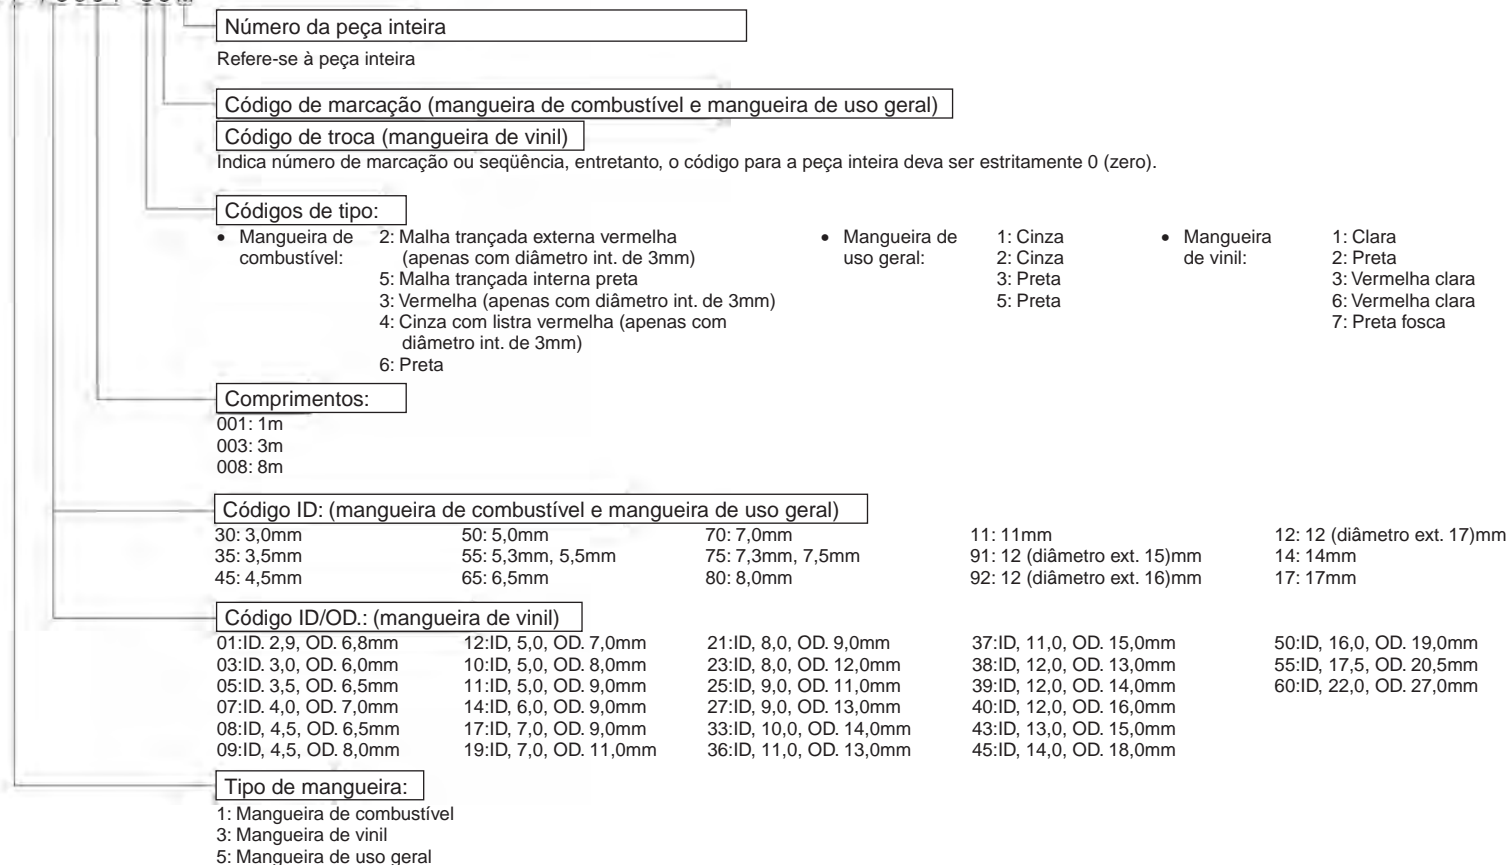 Número da peça inteira
Refere-se à peça inteira
Código de marcação (mangueira de combustível e mangueira de uso geral)
Código de troca (mangueira de vinil)
Indica número de marcação ou seqüência, entretanto, o código para a peça inteira deva ser estritamente 0 (zero).
Códigos de tipo:
• Mangueira de combustível:
2: Malha trançada externa vermelha
(apenas com diâmetro int. de 3mm)
5: Malha trançada interna preta
3: Vermelha (apenas com diâmetro int. de 3mm)
4: Cinza com listra vermelha (apenas com
diâmetro int. de 3mm)
6: Preta
• Mangueira de uso geral:
1: Cinza
2: Cinza
3: Preta
5: Preta
• Mangueira de vinil:
1: Clara
2: Preta
3: Vermelha clara
6: Vermelha clara
7: Preta fosca
Comprimentos:
001: 1m
003: 3m
008: 8m
Código ID: (mangueira de combustível e mangueira de uso geral)
30: 3,0mm 50: 5,0mm 70: 7,0mm 11: 11mm 12: 12 (diâmetro ext. 17)mm
35: 3,5mm 55: 5,3mm, 5,5mm 75: 7,3mm, 7,5mm 91: 12 (diâmetro ext. 15)mm 14: 14mm
45: 4,5mm 65: 6,5mm 80: 8,0mm 92: 12 (diâmetro ext. 16)mm 17: 17mm
Código ID/OD.: (mangueira de vinil)
01:ID. 2,9, OD. 6,8mm 12:ID, 5,0, OD. 7,0mm 21:ID, 8,0, OD. 9,0mm 37:ID, 11,0, OD. 15,0mm 50:ID, 16,0, OD. 19,0mm
03:ID. 3,0, OD. 6,0mm 10:ID, 5,0, OD. 8,0mm 23:ID, 8,0, OD. 12,0mm 38:ID, 12,0, OD. 13,0mm 55:ID, 17,5, OD. 20,5mm
05:ID. 3,5, OD. 6,5mm 11:ID, 5,0, OD. 9,0mm 25:ID, 9,0, OD. 11,0mm 39:ID, 12,0, OD. 14,0mm 60:ID, 22,0, OD. 27,0mm
07:ID. 4,0, OD. 7,0mm 14:ID, 6,0, OD. 9,0mm 27:ID, 9,0, OD. 13,0mm 40:ID, 12,0, OD. 16,0mm
08:ID, 4,5, OD. 6,5mm 17:ID, 7,0, OD. 9,0mm 33:ID, 10,0, OD. 14,0mm 43:ID, 13,0, OD. 15,0mm
09:ID, 4,5, OD. 8,0mm 19:ID, 7,0, OD. 11,0mm 36:ID, 11,0, OD. 13,0mm 45:ID, 14,0, OD. 18,0mm
Tipo de mangueira:
1: Mangueira de combustível
3: Mangueira de vinil
5: Mangueira de uso geral